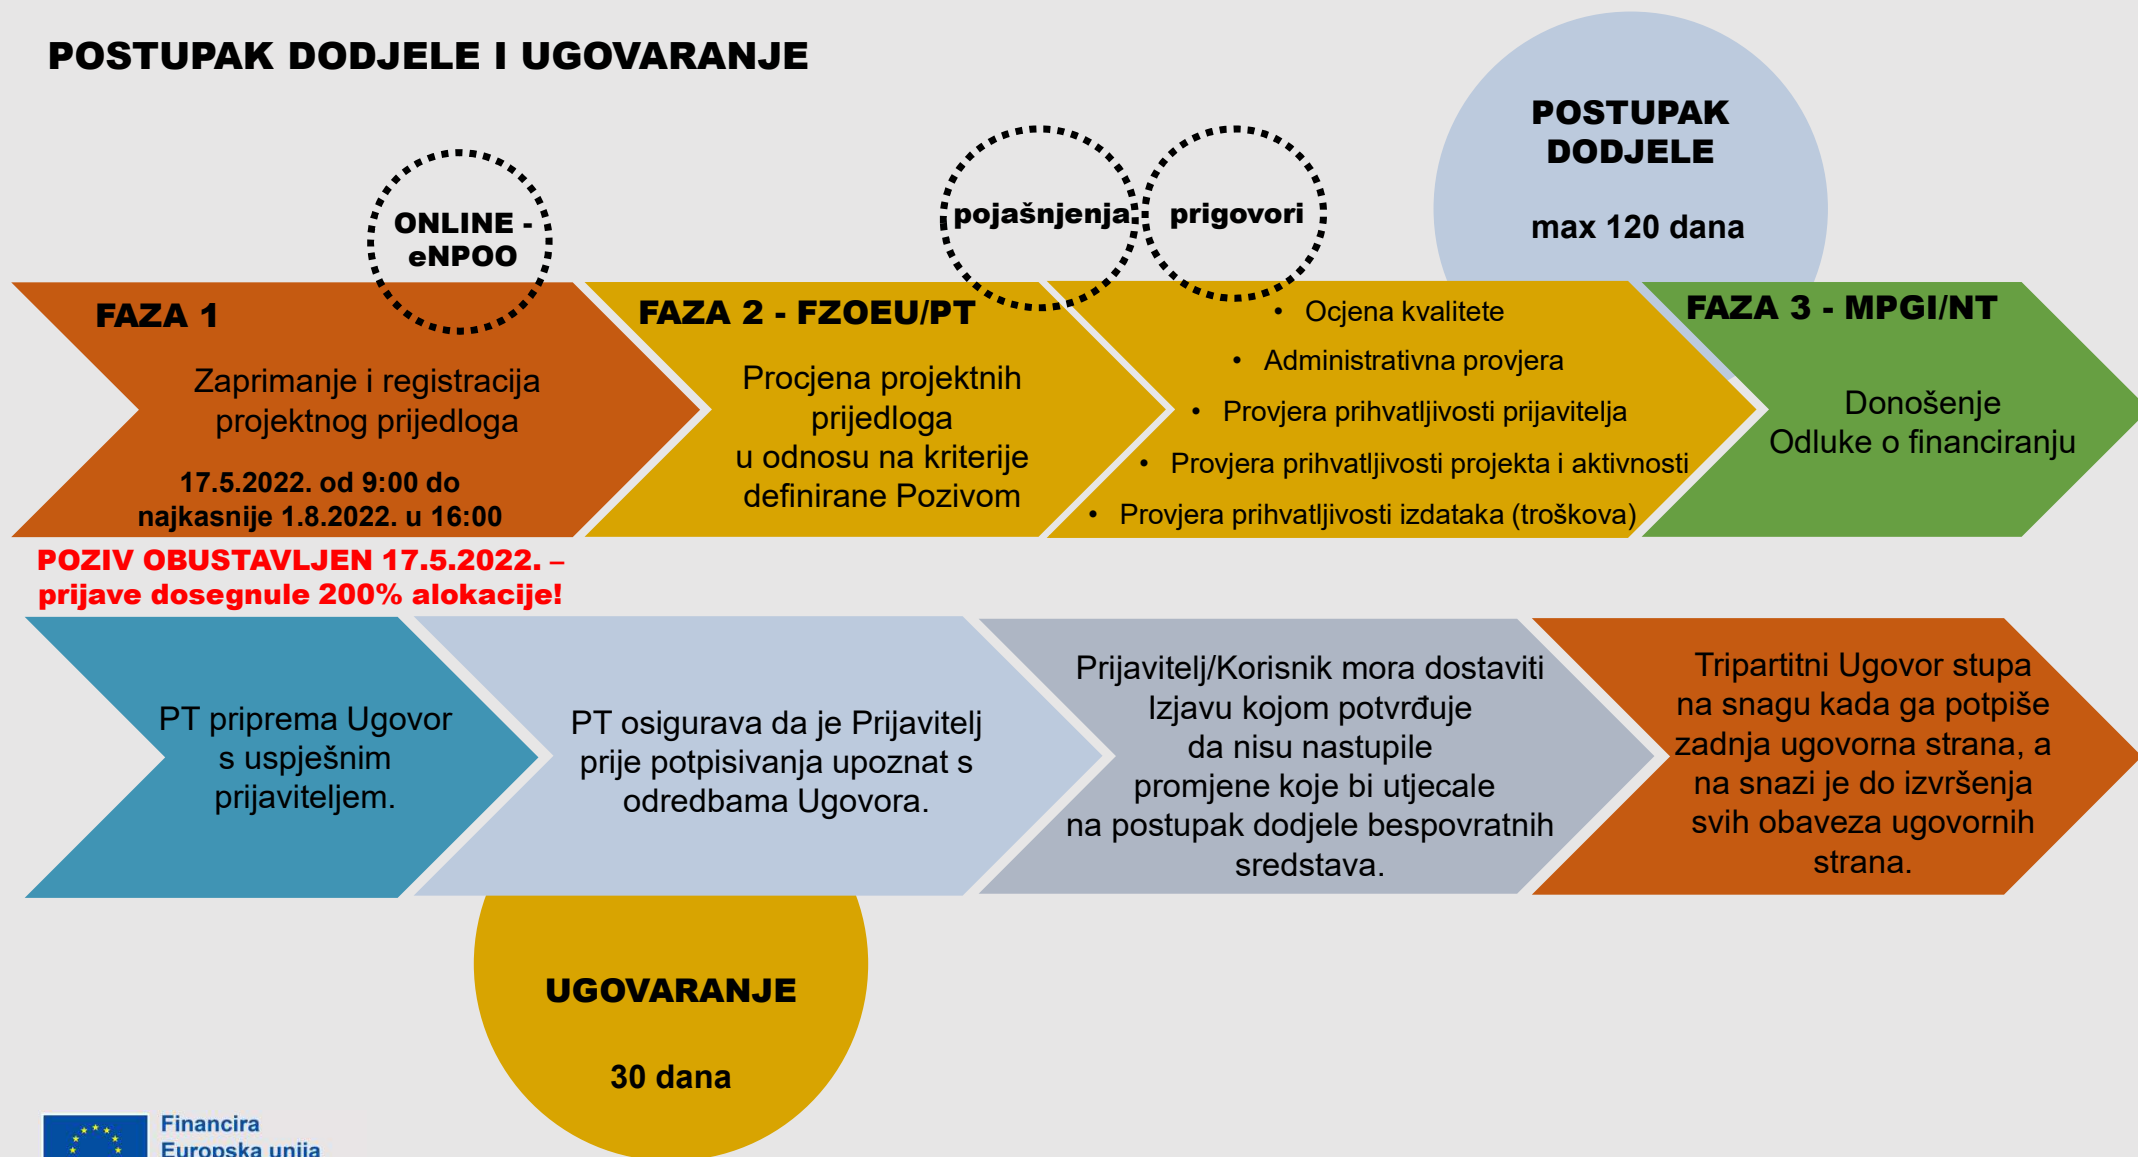 POSTUPAK DODJELE I UGOVARANJE
POSTUPAK
DODJELE
max 120 dana
ONLINE -
eNPOO
pojašnjenja
prigovori
FAZA 1
Zaprimanje i registracija
projektnog prijedloga
17.5.2022. od 9:00 do
najkasnije 1.8.2022. u 16:00
FAZA 2 - FZOEU/PT
Procjena projektnih
prijedloga
u odnosu na kriterije
definirane Pozivom
• Ocjena kvalitete
• Administrativna provjera
• Provjera prihvatljivosti prijavitelja
• Provjera prihvatljivosti projekta i aktivnosti
• Provjera prihvatljivosti izdataka (troškova)
FAZA 3 - MPGI/NT
Donošenje
Odluke o financiranju
POZIV OBUSTAVLJEN 17.5.2022. –
prijave dosegnule 200% alokacije!
PT priprema Ugovor
s uspješnim
prijaviteljem.
PT osigurava da je Prijavitelj
prije potpisivanja upoznat s
odredbama Ugovora.
Prijavitelj/Korisnik mora dostaviti
Izjavu kojom potvrđuje
da nisu nastupile
promjene koje bi utjecale
na postupak dodjele bespovratnih
sredstava.
Tripartitni Ugovor stupa
na snagu kada ga potpiše
zadnja ugovorna strana, a
na snazi je do izvršenja
svih obaveza ugovornih
strana.
UGOVARANJE
30 dana
Financira
Europska unija